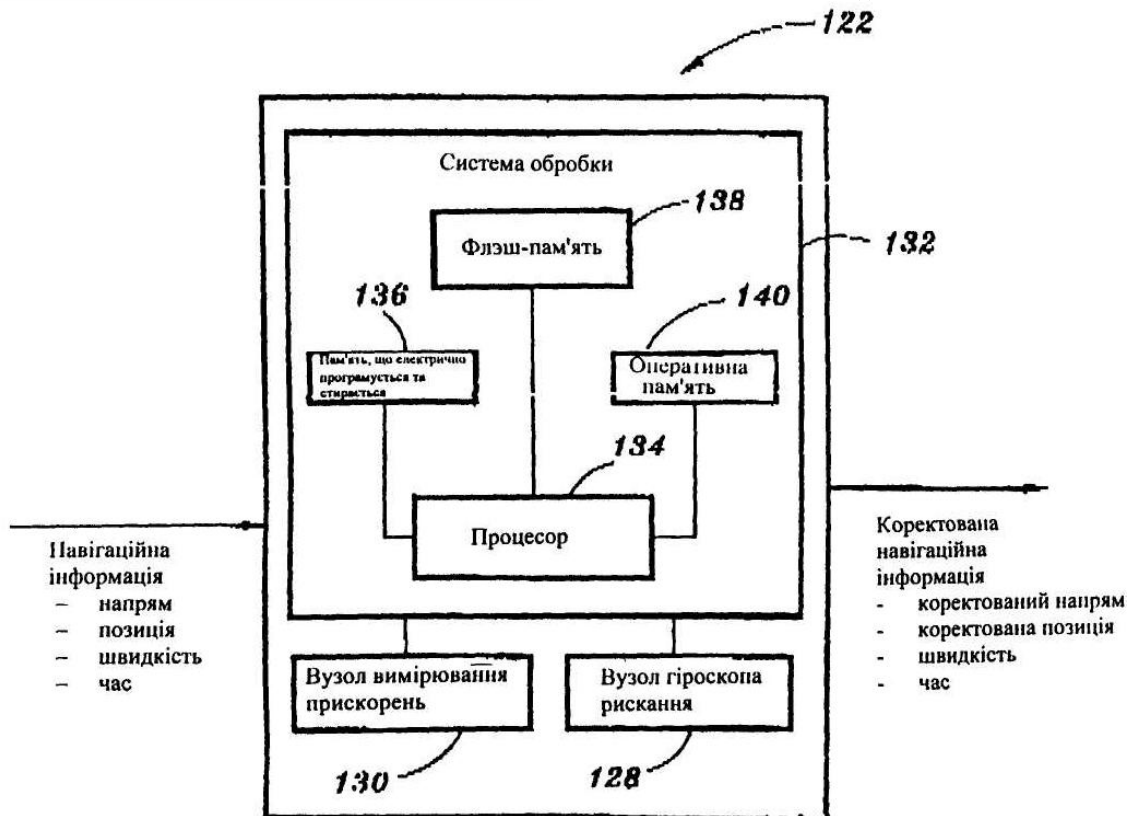 122
Система обробки
138
Флэш-пам'ять
132
136
140
Пам'ять, що електрично
програмується та
стирається
Оперативна
пам'ять
134
Процесор
Навігаційна
інформація
– напрям
– позиція
– швидкість
– час
Коректована
навігаційна
інформація
- коректований напрям
- коректована позиція
- швидкість
- час
Вузол вимірювання
прискорень
Вузол гіроскопа
рискання
130
128